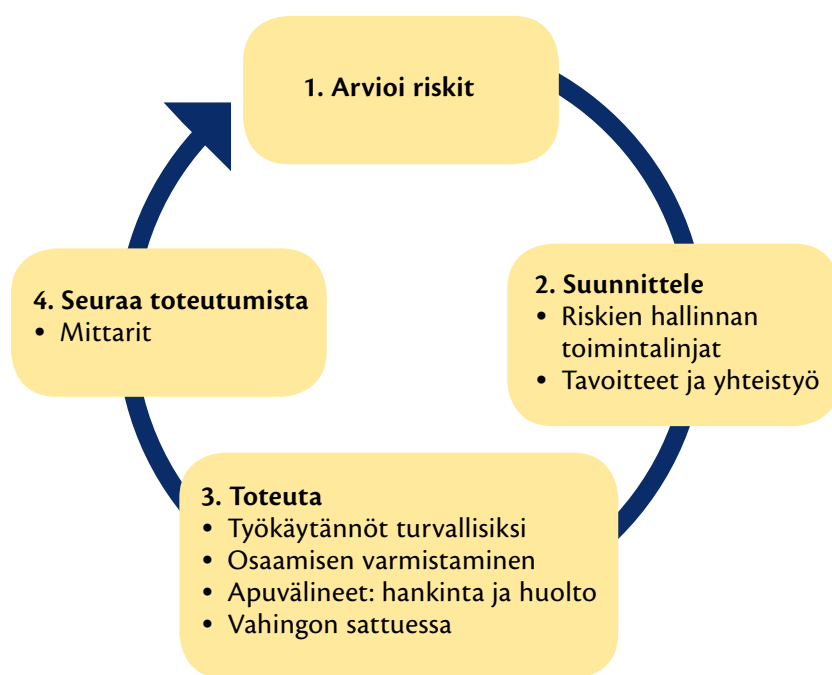 1. Arvioi riskit
2. Suunnittele
• Riskien hallinnan
toimintalinjat
• Tavoitteet ja yhteistyö
3. Toteuta
• Työkäytännöt turvallisiksi
• Osaamisen varmistaminen
• Apuvälineet: hankinta ja huolto
• Vahingon sattuessa
4. Seuraa toteutumista
• Mittarit